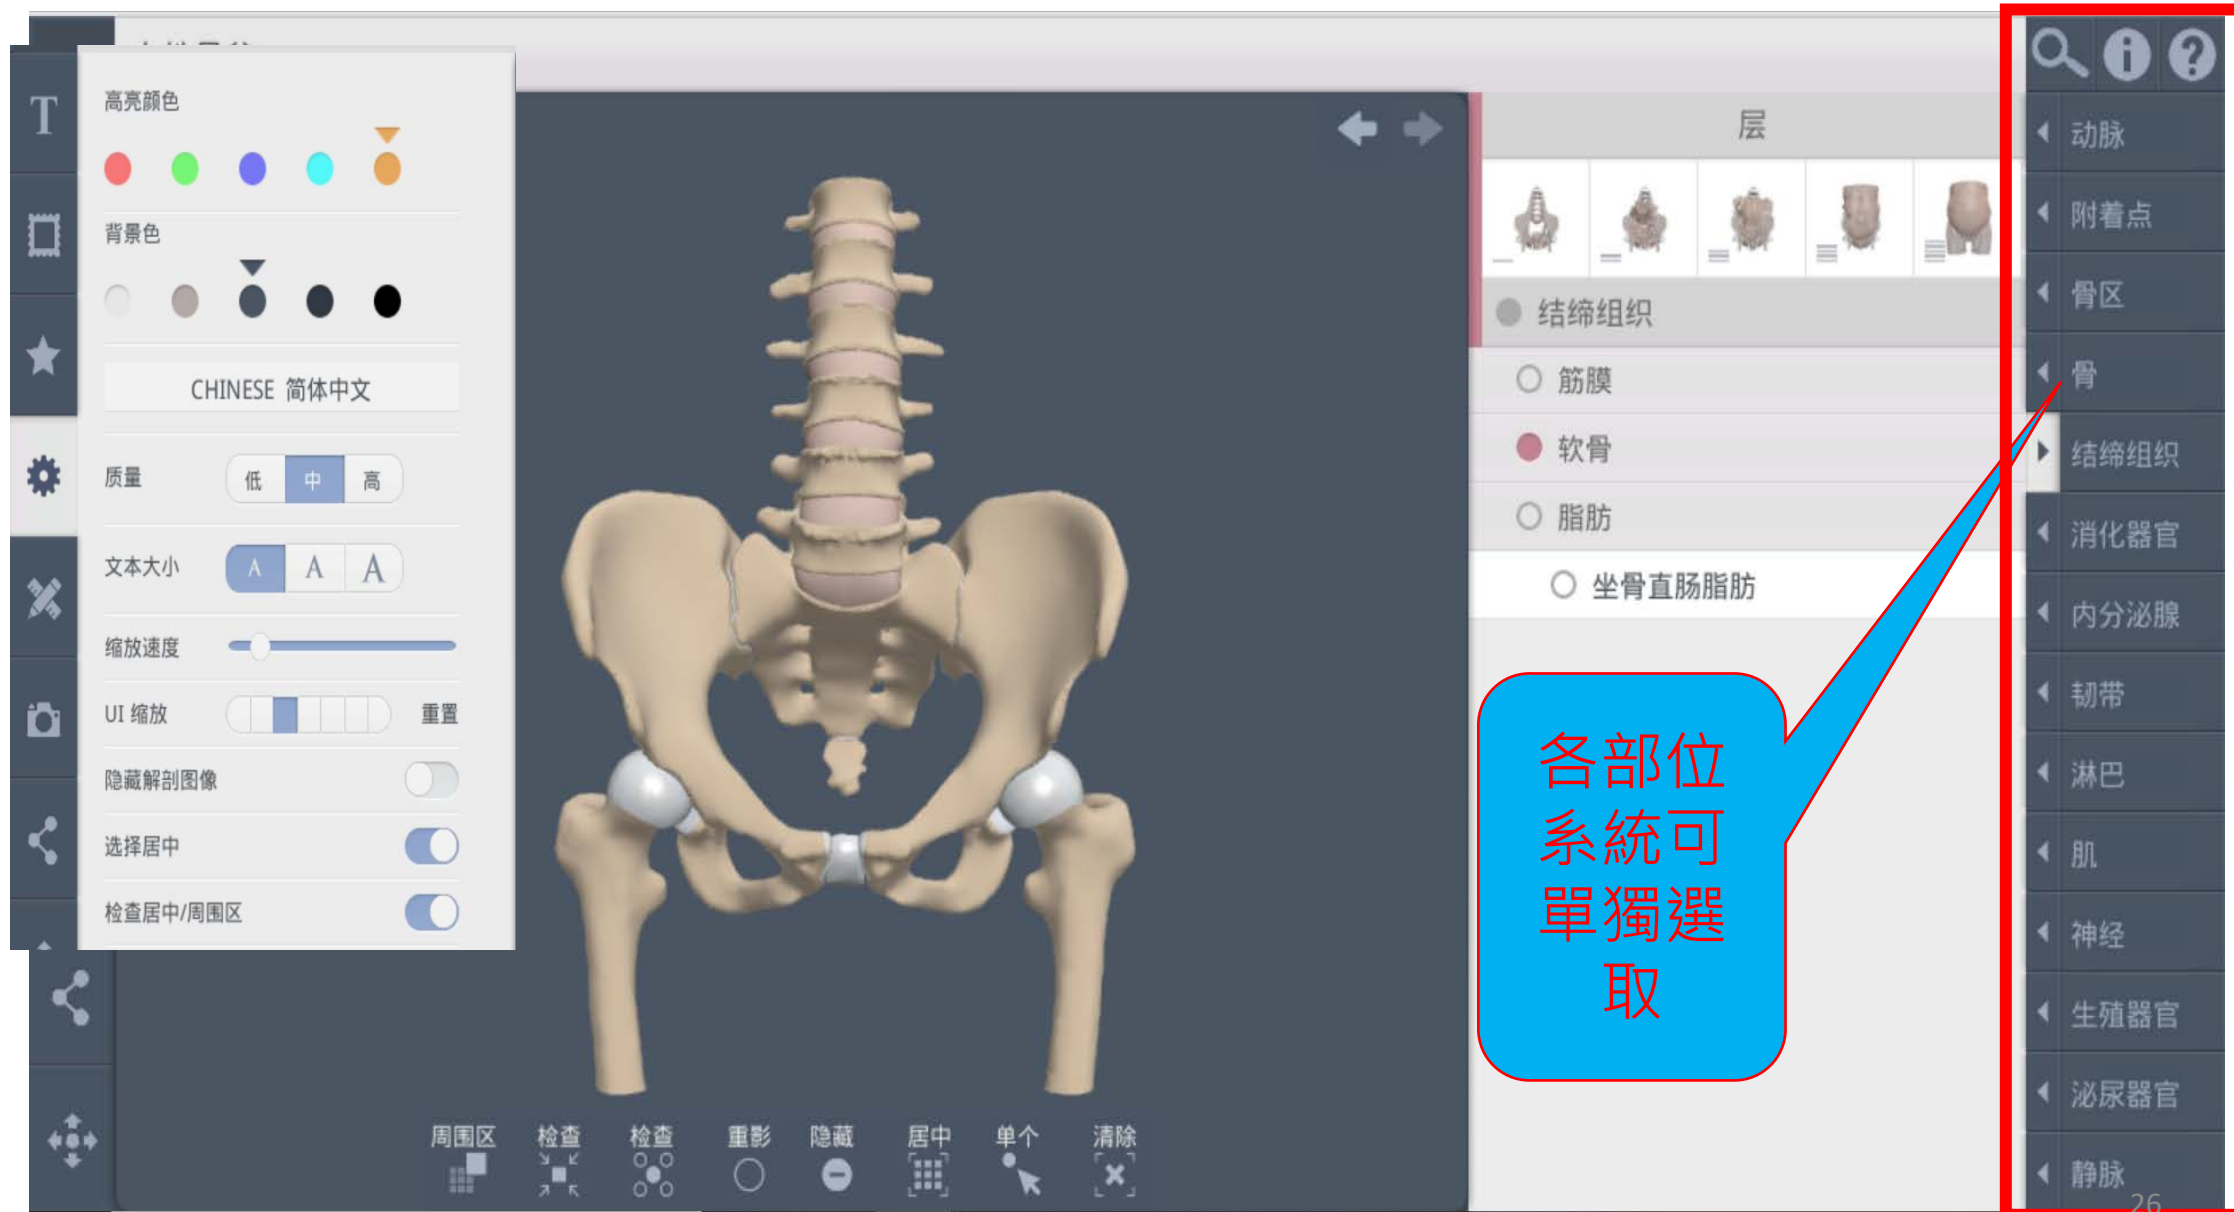 高亮颜色
背景色
CHINESE 简体中文
质量
低 中 高
文本大小
A A A
缩放速度
UI 缩放
重置
隐藏解剖图像
选择居中
检查居中/周围区
T
层
结缔组织
筋膜
软骨
脂肪
坐骨直肠脂肪
各部位
系統可
單獨選
取
动脉
附着点
骨区
骨
结缔组织
消化器官
内分泌腺
韧带
淋巴
肌
神经
生殖器官
泌尿器官
静脉
周围区 检查 检查 重影 隐藏 居中 单个 清除
26